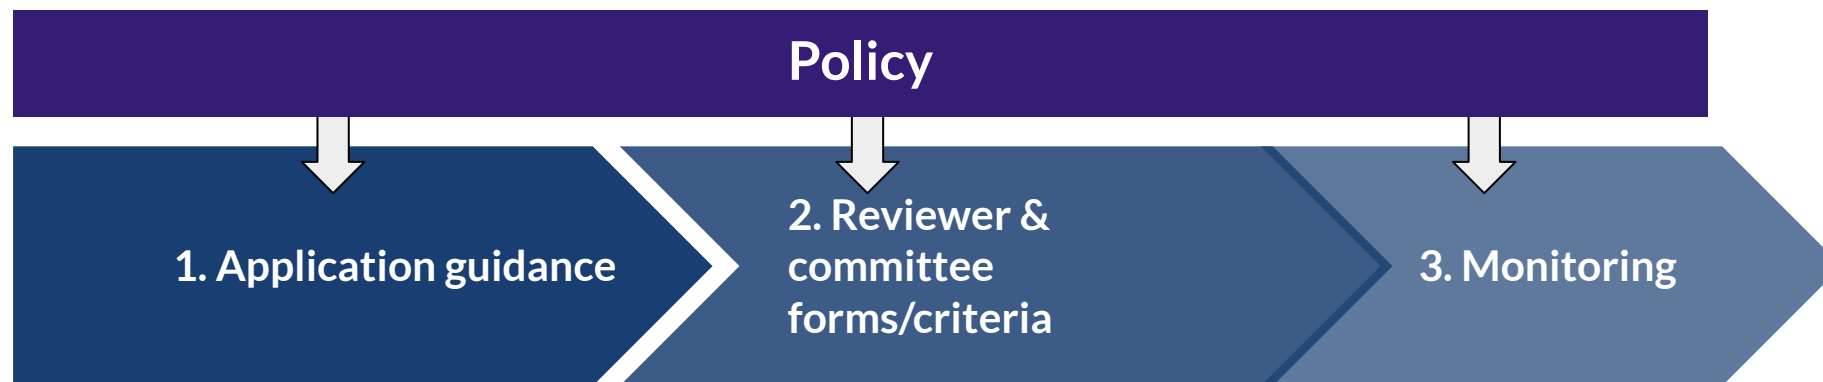 Policy
1. Application guidance
2. Reviewer &
committee
forms/criteria
3. Monitoring